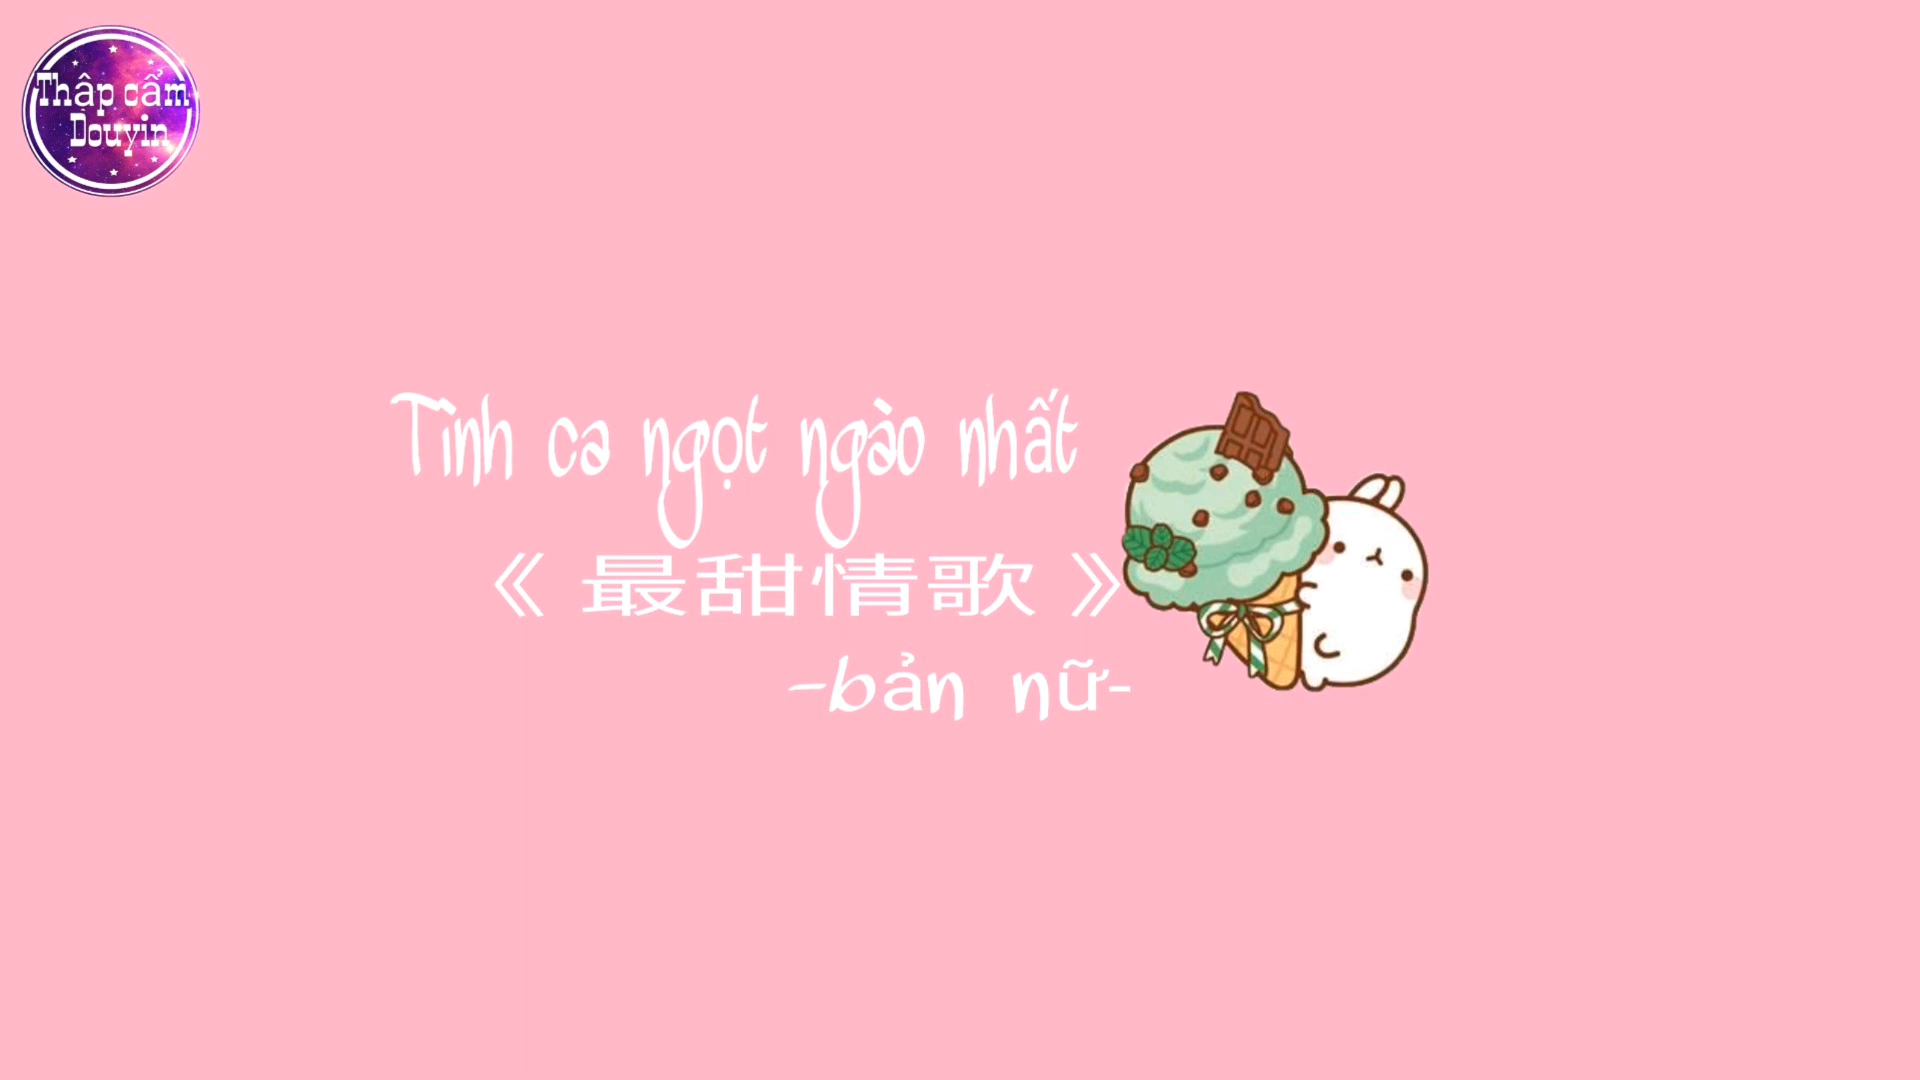 Thập cẩm
Douyin
Tình ca ngọt ngào nhất
《 最甜情歌 》
-bản nữ-